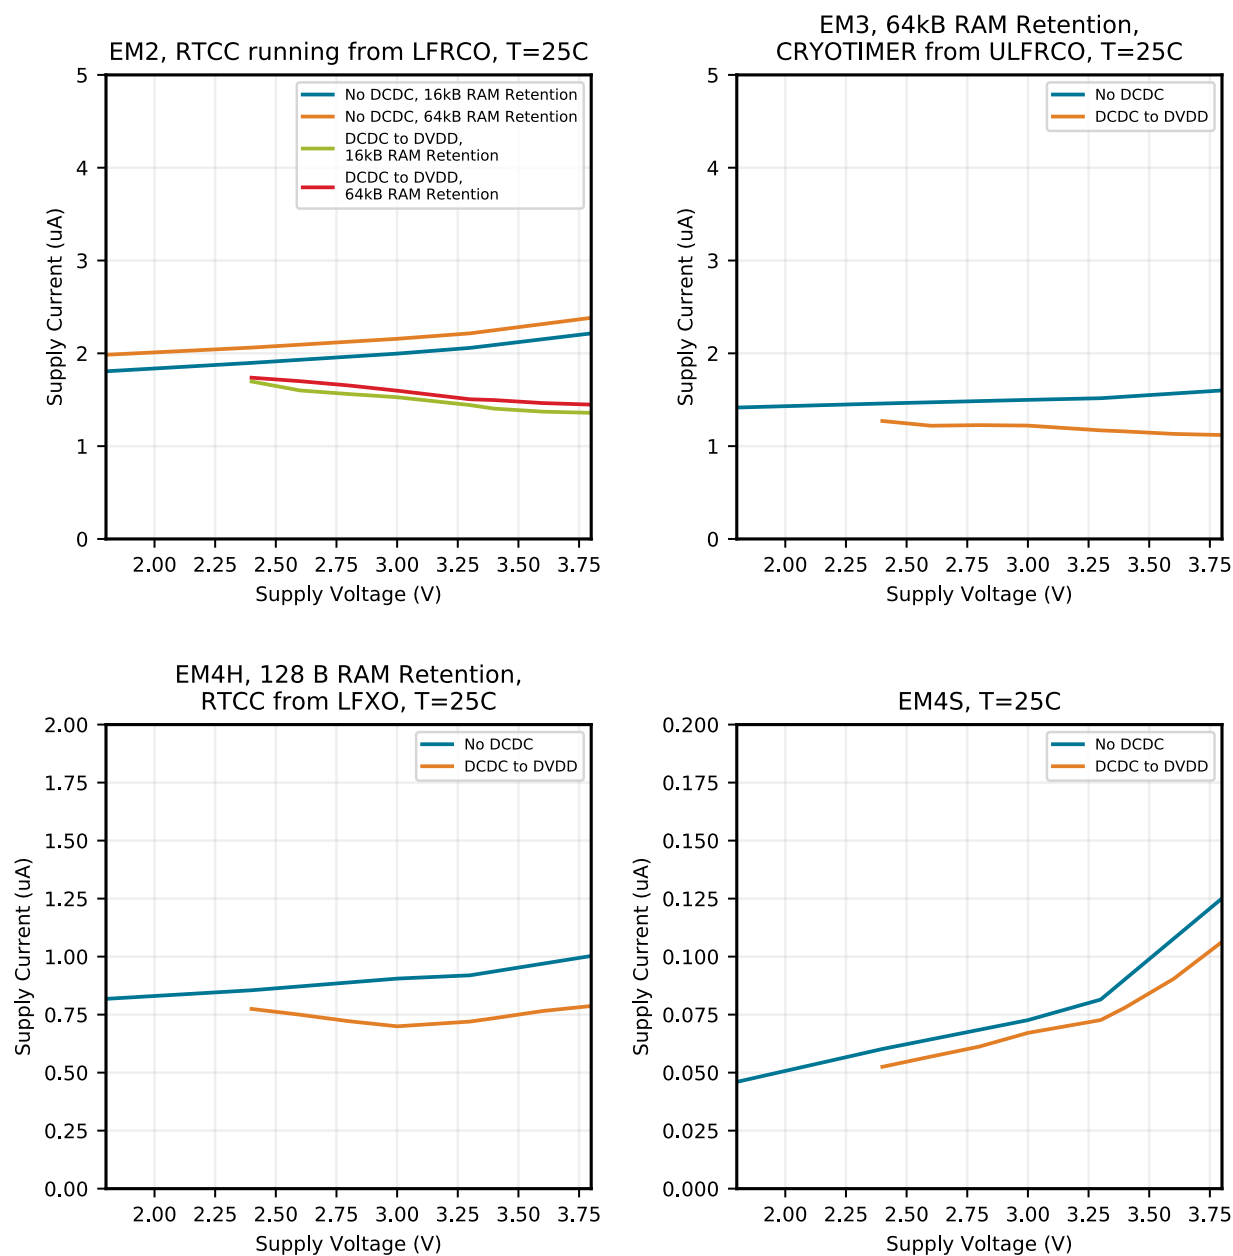 EM2, RTCC running from LFRCO, T=25C
5
4
3
2
1
0
Supply Current (uA)
No DCDC, 16kB RAM Retention
No DCDC, 64kB RAM Retention
DCDC to DVDD,
16kB RAM Retention
DCDC to DVDD,
64kB RAM Retention
2.00 2.25 2.50 2.75 3.00 3.25 3.50 3.75
Supply Voltage (V)
EM3, 64kB RAM Retention,
CRYOTIMER from ULFRCO, T=25C
5
4
3
2
1
0
Supply Current (uA)
No DCDC
DCDC to DVDD
2.00 2.25 2.50 2.75 3.00 3.25 3.50 3.75
Supply Voltage (V)
EM4H, 128 B RAM Retention,
RTCC from LFXO, T=25C
2.00
1.75
1.50
1.25
1.00
0.75
0.50
0.25
0.00
Supply Current (uA)
No DCDC
DCDC to DVDD
2.00 2.25 2.50 2.75 3.00 3.25 3.50 3.75
Supply Voltage (V)
EM4S, T=25C
0.200
0.175
0.150
0.125
0.100
0.075
0.050
0.025
0.000
Supply Current (uA)
No DCDC
DCDC to DVDD
2.00 2.25 2.50 2.75 3.00 3.25 3.50 3.75
Supply Voltage (V)